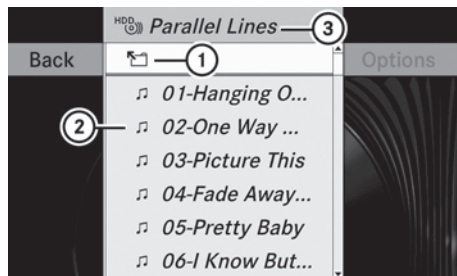 HDD Parallel Lines 3
Back 1 Options
01-Hanging O...
2 02-One Way ...
03-Picture This
04-Fade Away...
05-Pretty Baby
06-I Know But...